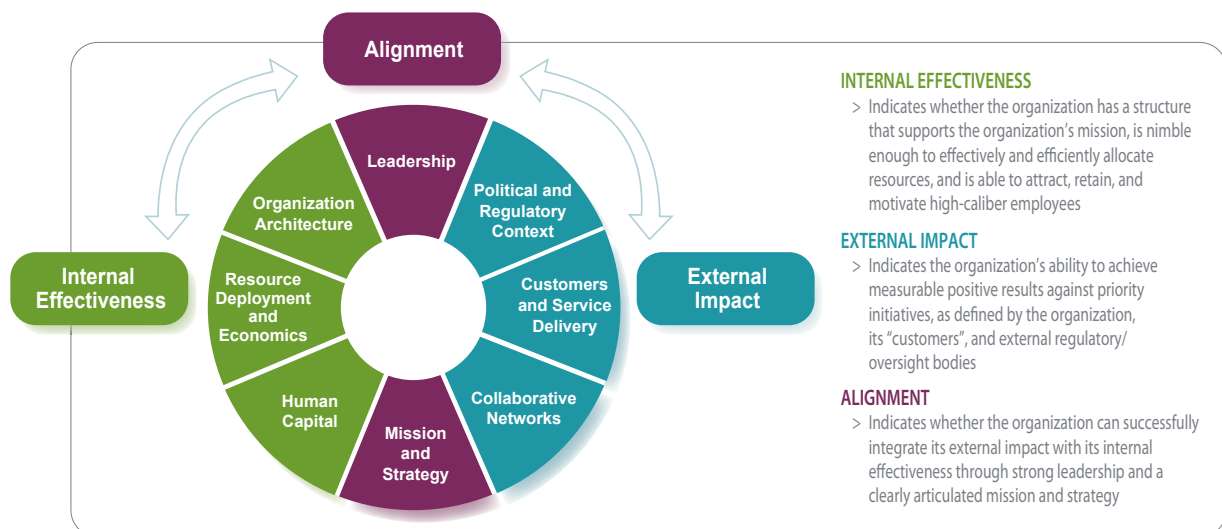 Alignment
Internal
Effectiveness
External
Impact
Leadership
Political and
Regulatory
Context
Customers
and Service
Delivery
Collaborative
Networks
Mission
and
Strategy
Human
Capital
Resource
Deployment
and
Economics
Organization
Architecture
INTERNAL EFFECTIVENESS
> Indicates whether the organization has a structure
that supports the organization’s mission, is nimble
enough to effectively and efficiently allocate
resources, and is able to attract, retain, and
motivate high-caliber employees
EXTERNAL IMPACT
> Indicates the organization’s ability to achieve
measurable positive results against priority
initiatives, as defined by the organization,
its “customers”, and external regulatory/
oversight bodies
ALIGNMENT
> Indicates whether the organization can successfully
integrate its external impact with its internal
effectiveness through strong leadership and a
clearly articulated mission and strategy